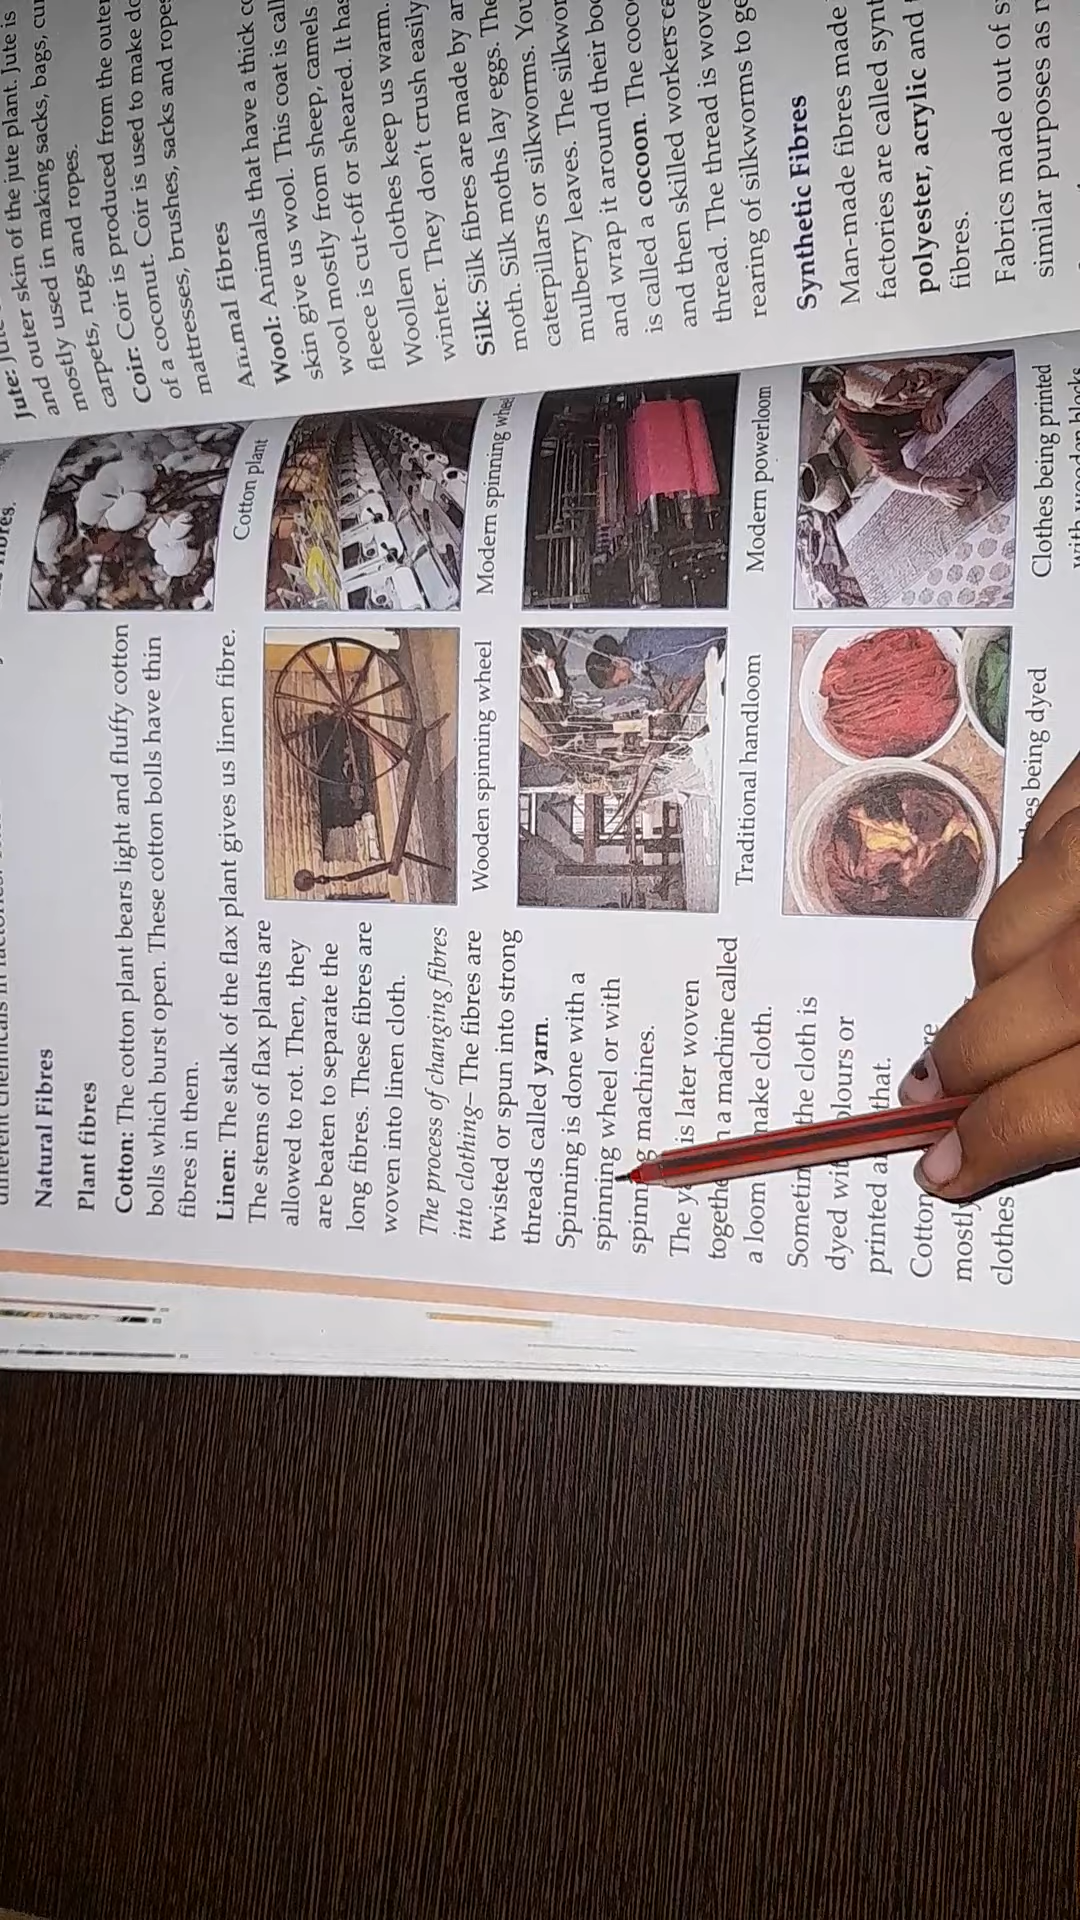 Natural Fibres
Plant fibres
Cotton: The cotton plant bears light and fluffy cotton
bolls which burst open. These cotton bolls have thin
fibres in them.
Linen: The stalk of the flax plant gives us linen fibre.
The stems of flax plants are
allowed to rot. Then, they
are beaten to separate the
long fibres. These fibres are
woven into linen cloth.
The process of changing fibres
into clothing– The fibres are
twisted or spun into strong
threads called yarn.
Spinning is done with a
spinning wheel or with
spinning machines.
The is later woven
a machine called
a loom make cloth.
the cloth is
dyed or
printed that.
Cotton
mostly
clothes
Cotton plant
Wooden spinning wheel
Modern spinning
Traditional handloom
Modern powerloom
being dyed
Clothes being printed
with wooden blocks
Jute: the jute plant. Jute is
and outer skin of the jute plant. Jute is
mostly used in making sacks, bags,
carpets, rugs and ropes.
Coir: Coir is produced from the outer
of a coconut. Coir is used to make
mattresses, brushes, sacks and
Animal fibres
Wool: Animals that have a thick
skin give us wool. This coat is
wool mostly from sheep, camels
fleece is cut-off or sheared. It has
Woollen clothes keep us warm.
winter. They don't crush easily
Silk: Silk fibres are made by
moth. Silk moths lay eggs.
caterpillars or silkworms.
mulberry leaves. The
and wrap it around their
is called a cocoon. The
and then skilled workers
thread. The thread is
rearing of silkworms to
Synthetic Fibres
Man-made fibres made
factories are called
polyester, acrylic and
fibres.
Fabrics made out of
similar purposes as